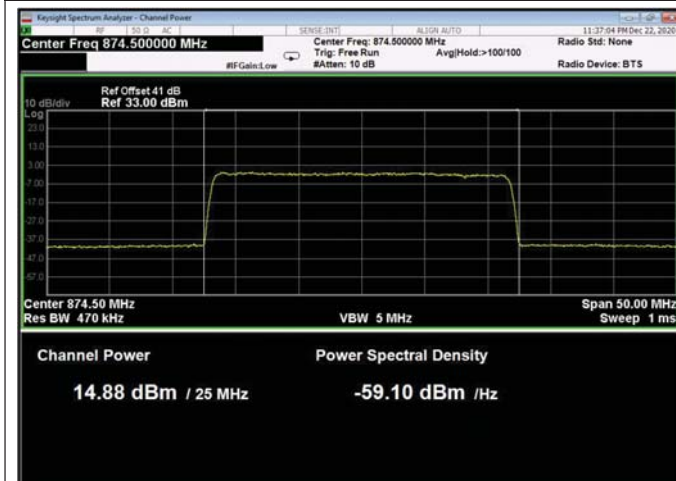 Keysight Spectrum Analyzer - Channel Power
RF 50 Ω AC SENSE:INT ALIGN AUTO 11:37:04 PM Dec 22, 2020
Center Freq 874.500000 MHz Center Freq: 874.500000 MHz Radio Std: None
Trig: Free Run Avg|Hold:>100/100
#IFGain:Low #Atten: 10 dB Radio Device: BTS
Ref Offset 41 dB
10 dB/div Ref 33.00 dBm
Log
23.0
13.0
3.00
-7.00
-17.0
-27.0
-37.0
-47.0
-57.0
Center 874.50 MHz Span 50.00 MHz
Res BW 470 kHz VBW 5 MHz Sweep 1 ms
Channel Power Power Spectral Density
14.88 dBm / 25 MHz -59.10 dBm /Hz